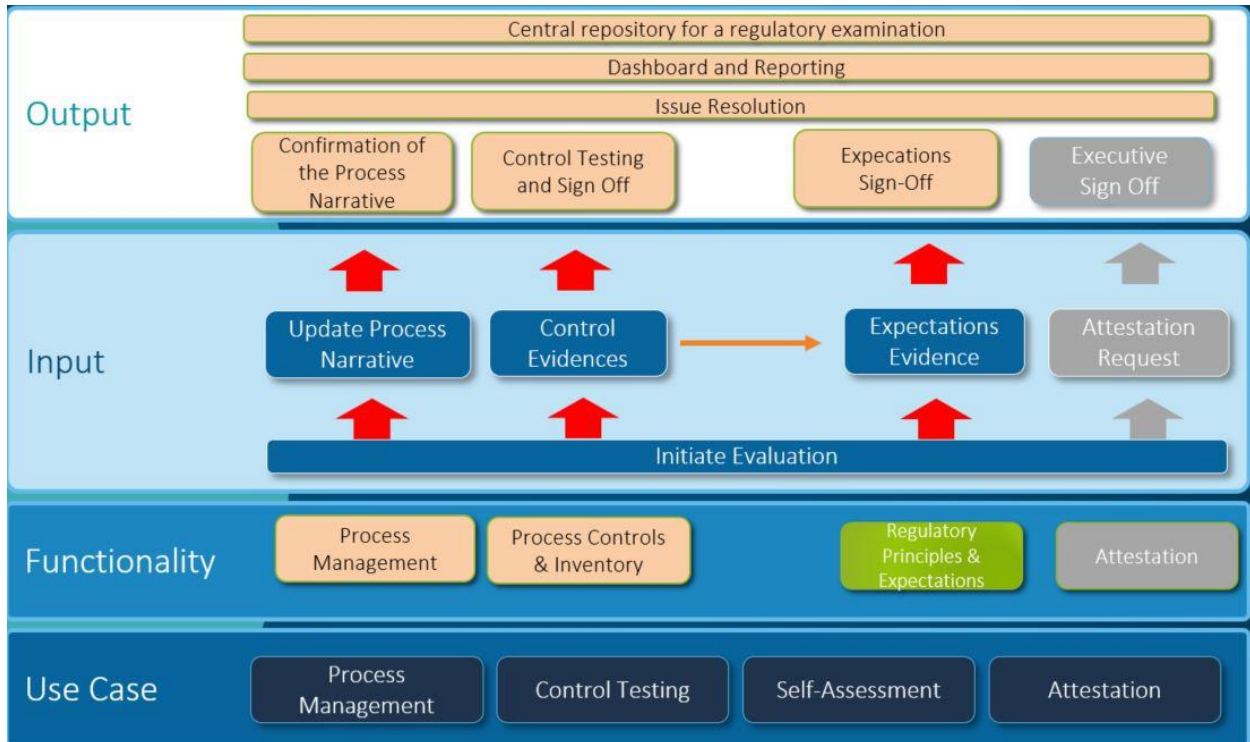 Output
Central repository for a regulatory examination
Dashboard and Reporting
Issue Resolution
Confirmation of
the Process
Narrative
Control Testing
and Sign Off
Expecations
Sign-Off
Executive
Sign Off
Input
Update Process
Narrative
Control
Evidences
Expectations
Evidence
Attestation
Request
Initiate Evaluation
Functionality
Process
Management
Process Controls
& Inventory
Regulatory
Principles &
Expectations
Attestation
Use Case
Process
Management
Control Testing
Self-Assessment
Attestation